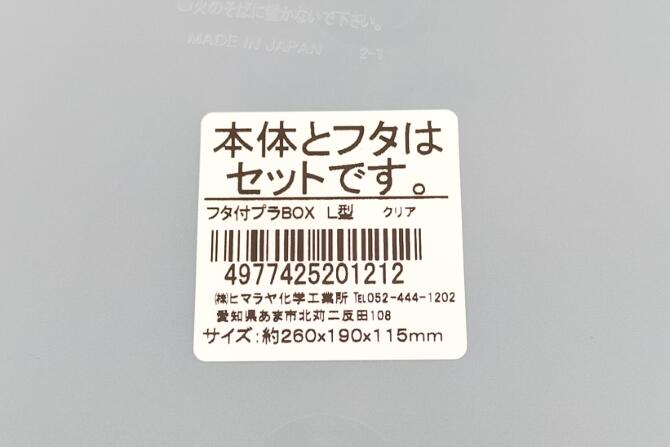 火のそばに置かないで下さい。
MADE IN JAPAN 2-1
本体とフタは
セットです。
フタ付プラBOX L型 クリア
4977425201212
㈱ヒマラヤ化学工業所 TEL052-444-1202
愛知県あま市北苅二反田108
サイズ:約260x190x115mm